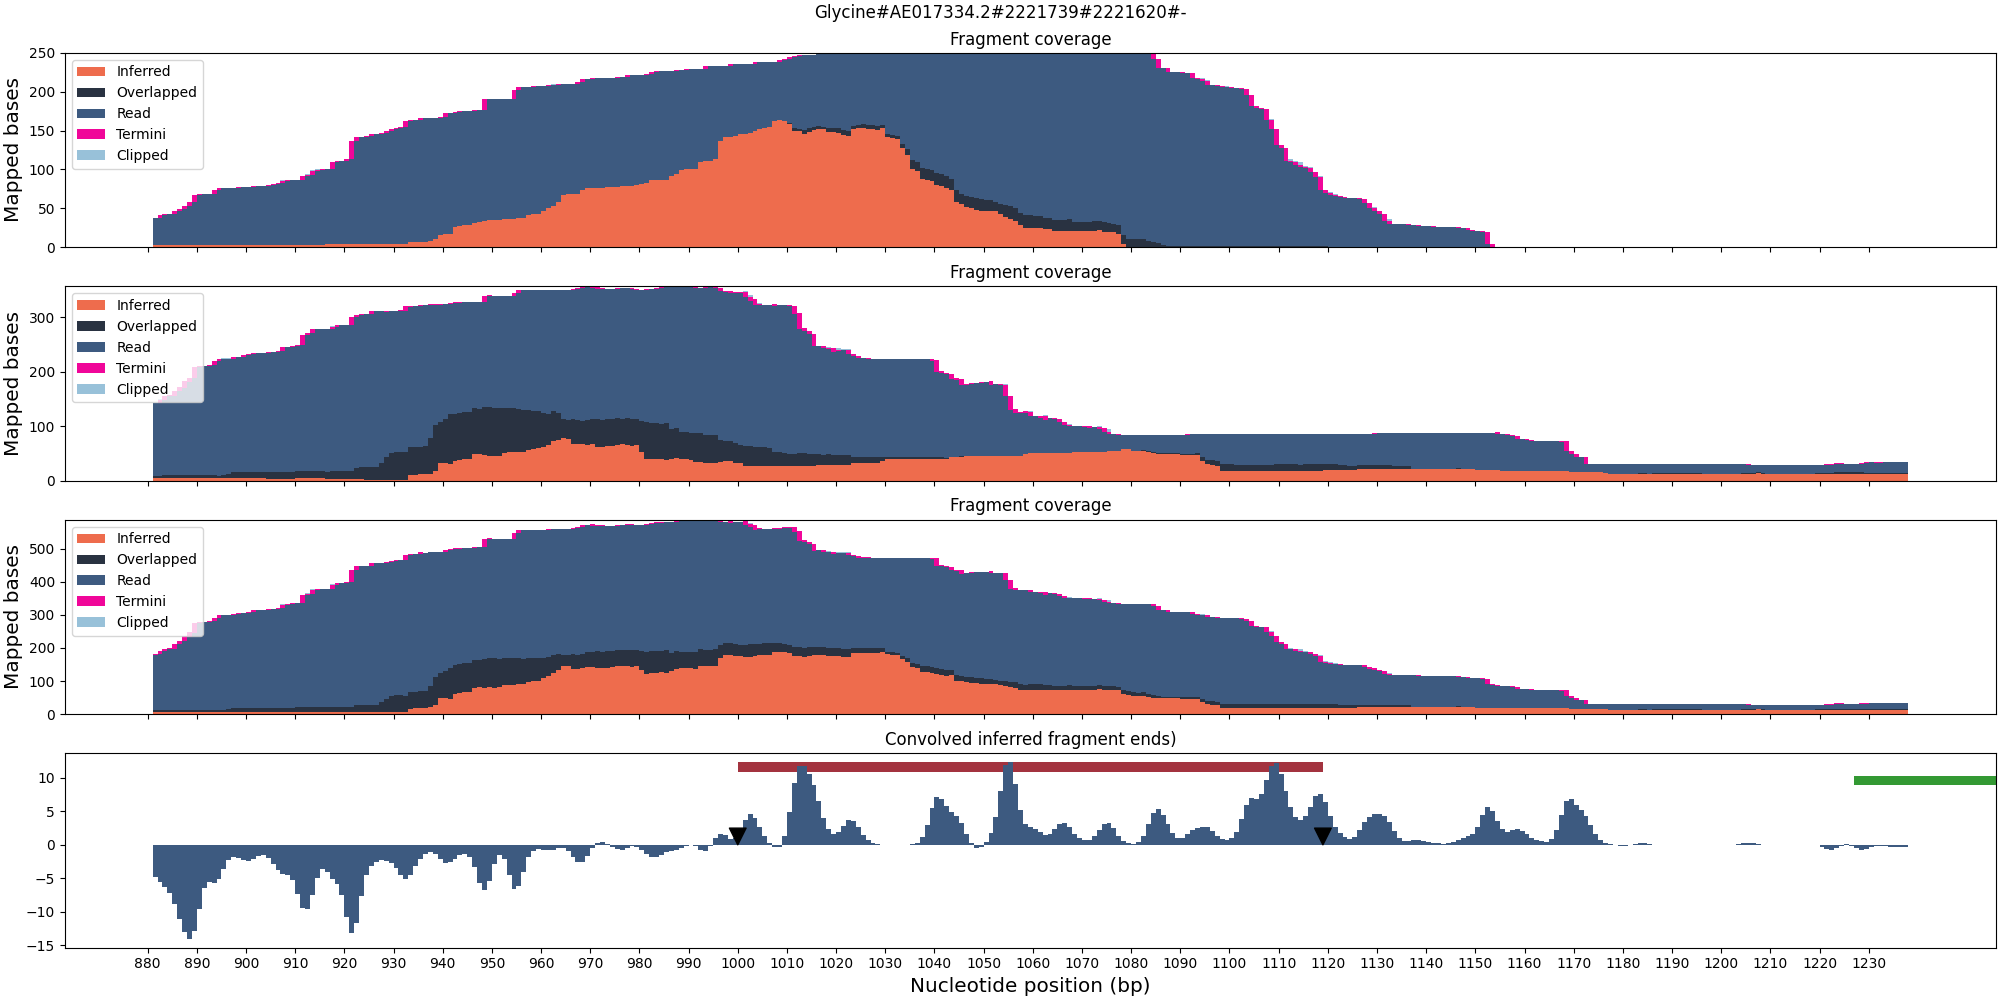 Glycine#AE017334.2#2221739#2221620#-
Fragment coverage
Mapped bases
250
200
150
100
50
0
Inferred
Overlapped
Read
Termini
Clipped
Fragment coverage
Mapped bases
300
200
100
0
Inferred
Overlapped
Read
Termini
Clipped
Fragment coverage
Mapped bases
500
400
300
200
100
0
Inferred
Overlapped
Read
Termini
Clipped
Convolved inferred fragment ends)
10
5
0
−5
−10
−15
880 890 900 910 920 930 940 950 960 970 980 990 1000 1010 1020 1030 1040 1050 1060 1070 1080 1090 1100 1110 1120 1130 1140 1150 1160 1170 1180 1190 1200 1210 1220 1230
Nucleotide position (bp)